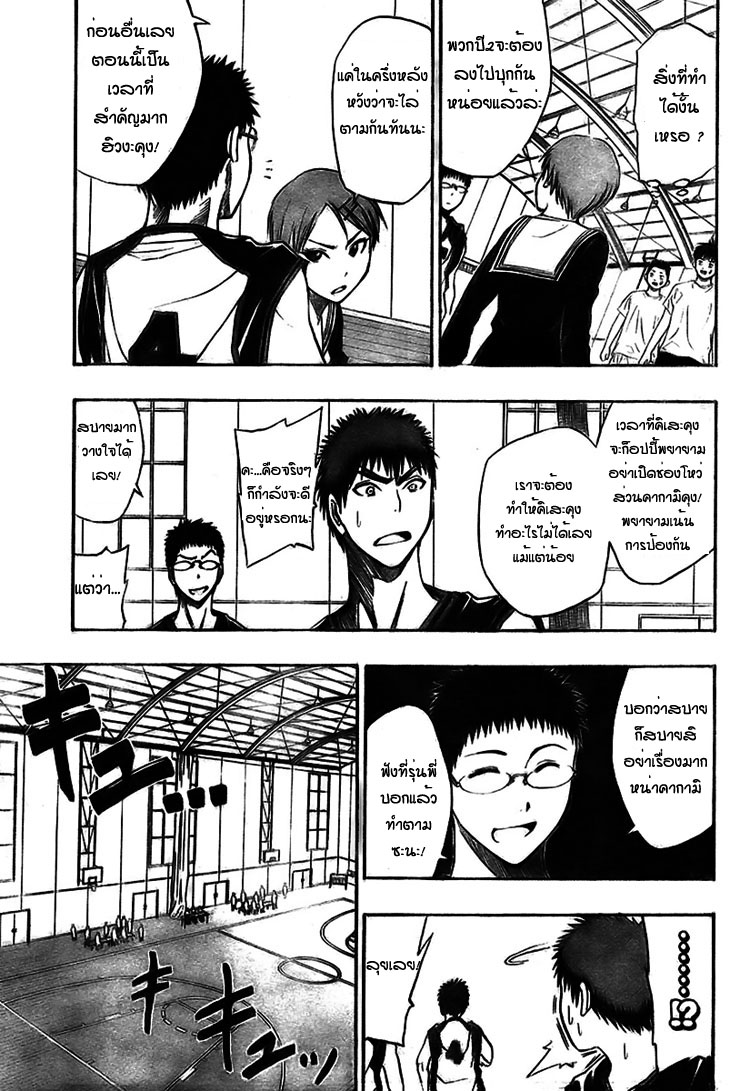 สิ่งที่ทำ
ได้งั้น
เหรอ ?
พวกปี2จะต้อง
ลงไปบุกกัน
หน่อยแล้วล่ะ
แค่ในครึ่งหลัง
หวังว่าจะไล่
ตามกันทันนะ
ก่อนอื่นเลย
ตอนนี้เป็น
เวลาที่
สำคัญมาก
ฮิวงะคุง!
เวลาที่คิเสะคุง
จะก็อปปี้พยายาม
อย่าเปิดช่องโหว่
ส่วนคากามิคุง!
พยายามเน้น
การป้องกัน
เราจะต้อง
ทำให้คิเสะคุง
ทำอะไรไม่ได้เลย
แม้แต่น้อย
คะ...คือจริงๆ
ก็กำลังจะดี
อยู่หรอกนะ
สบายมาก
วางใจได้
เลย!
แต่ว่า...
บอกว่าสบาย
ก็สบายสิ
อย่าเรื่องมาก
หน่าคากามิ
ฟังที่รุ่นพี่
บอกแล้ว
ทำตาม
ซะนะ!
.......!?
ลุยเลย!
キュ...
キキュッ